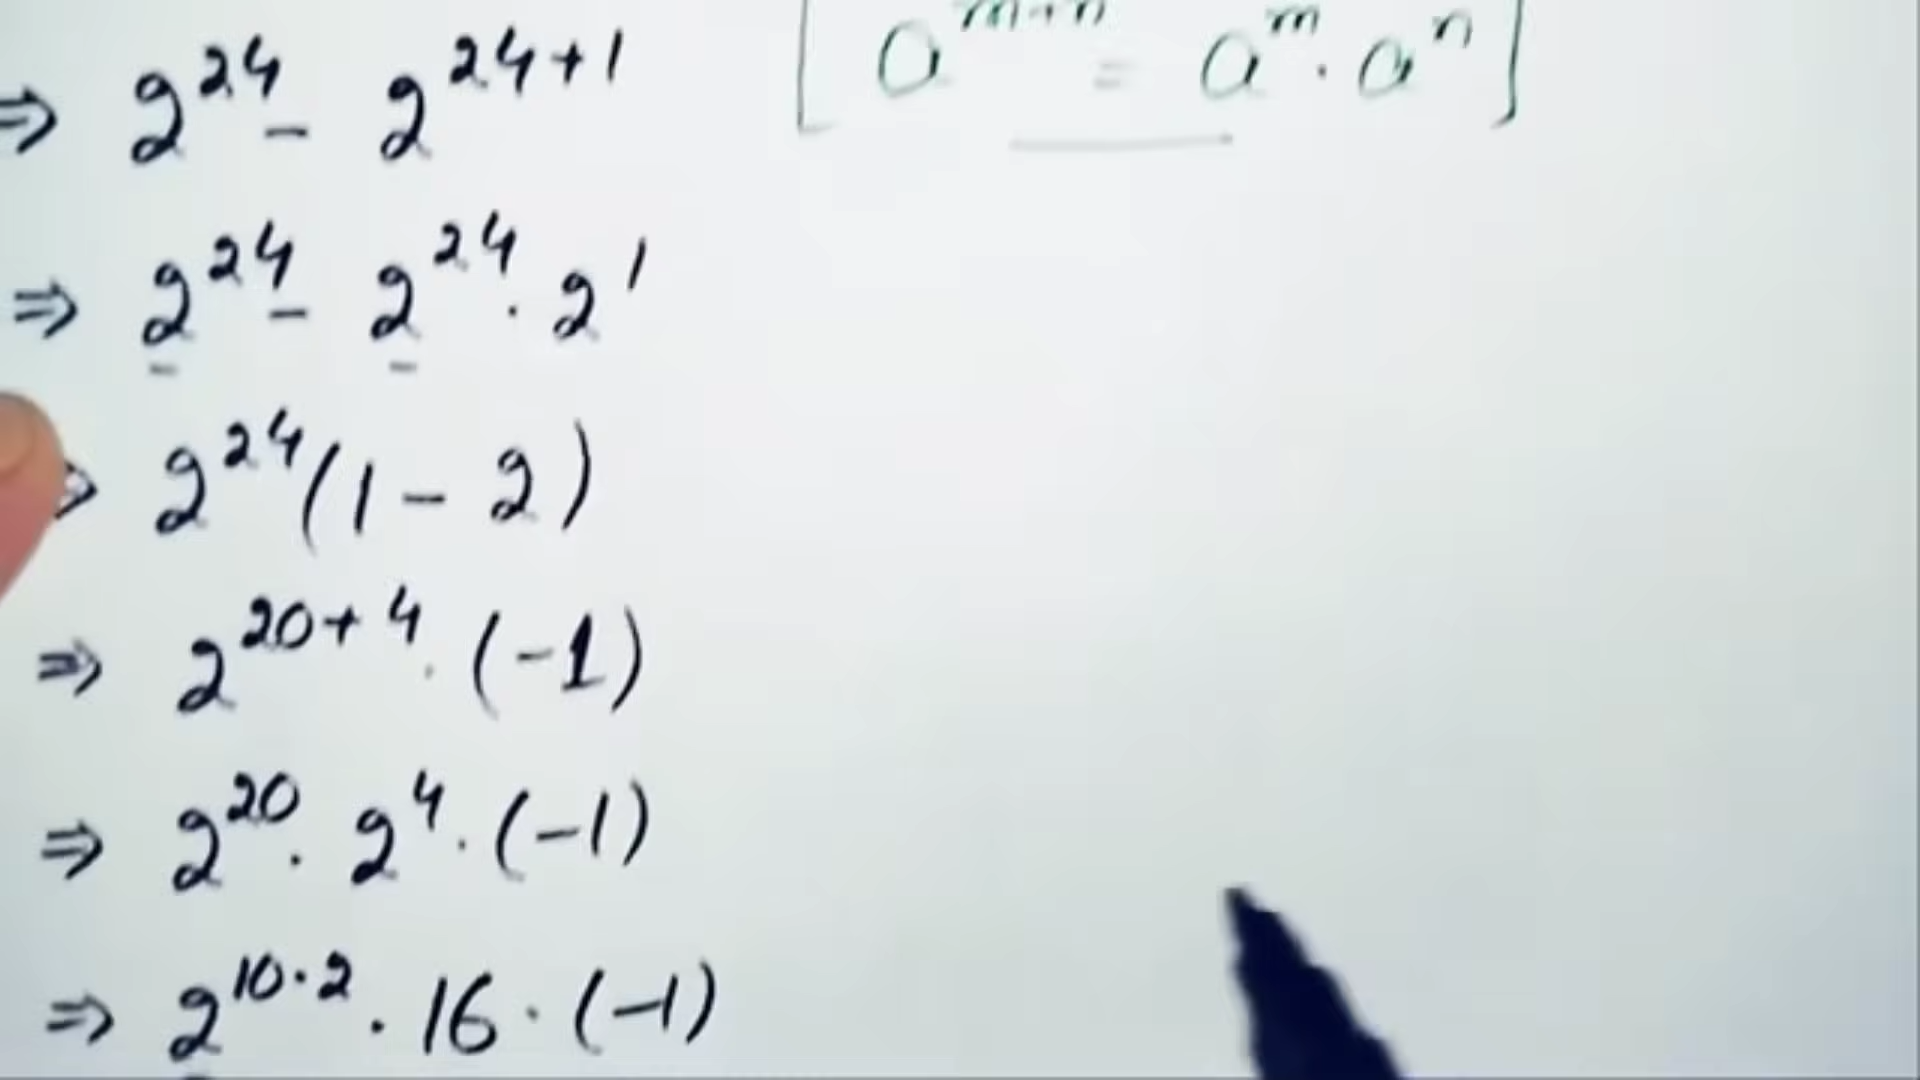 ⇒ 2^24 - 2^24+1 [a^m+n = a^m · a^n]
⇒ 2^24 - 2^24 · 2^1
⇒ 2^24 (1 - 2)
⇒ 2^20+4 · (-1)
⇒ 2^20 · 2^4 · (-1)
⇒ 2^10·2 · 16 · (-1)